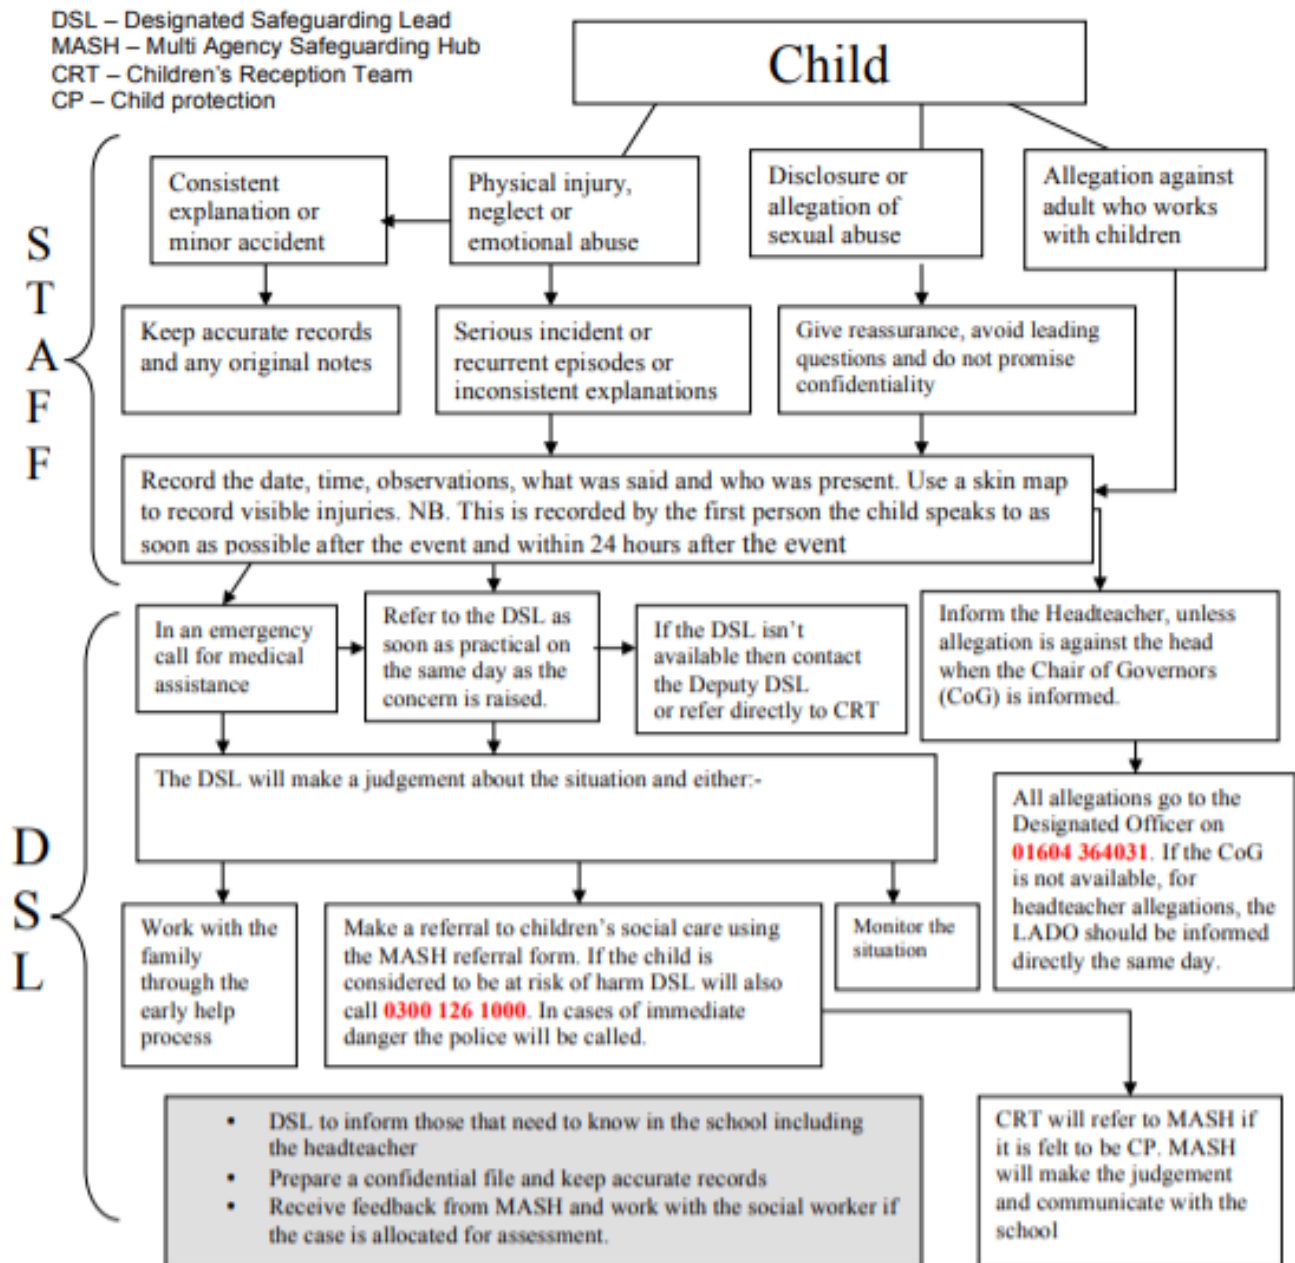 DSL – Designated Safeguarding Lead
MASH – Multi Agency Safeguarding Hub
CRT – Children's Reception Team
CP – Child protection
Child
S
T
A
F
F
Consistent
explanation or
minor accident
Physical injury,
neglect or
emotional abuse
Disclosure or
allegation of
sexual abuse
Allegation against
adult who works
with children
Keep accurate records
and any original notes
Serious incident or
recurrent episodes or
inconsistent explanations
Give reassurance, avoid leading
questions and do not promise
confidentiality
Record the date, time, observations, what was said and who was present. Use a skin map
to record visible injuries. NB. This is recorded by the first person the child speaks to as
soon as possible after the event and within 24 hours after the event
D
S
L
In an emergency
call for medical
assistance
Refer to the DSL as
soon as practical on
the same day as the
concern is raised.
If the DSL isn't
available then contact
the Deputy DSL
or refer directly to CRT
Inform the Headteacher, unless
allegation is against the head
when the Chair of Governors
(CoG) is informed.
The DSL will make a judgement about the situation and either:-
All allegations go to the
Designated Officer on
01604 364031. If the CoG
is not available, for
headteacher allegations, the
LADO should be informed
directly the same day.
Work with the
family
through the
early help
process
Make a referral to children's social care using
the MASH referral form. If the child is
considered to be at risk of harm DSL will also
call 0300 126 1000. In cases of immediate
danger the police will be called.
Monitor the
situation
• DSL to inform those that need to know in the school including
the headteacher
• Prepare a confidential file and keep accurate records
• Receive feedback from MASH and work with the social worker if
the case is allocated for assessment.
CRT will refer to MASH if
it is felt to be CP. MASH
will make the judgement
and communicate with the
school